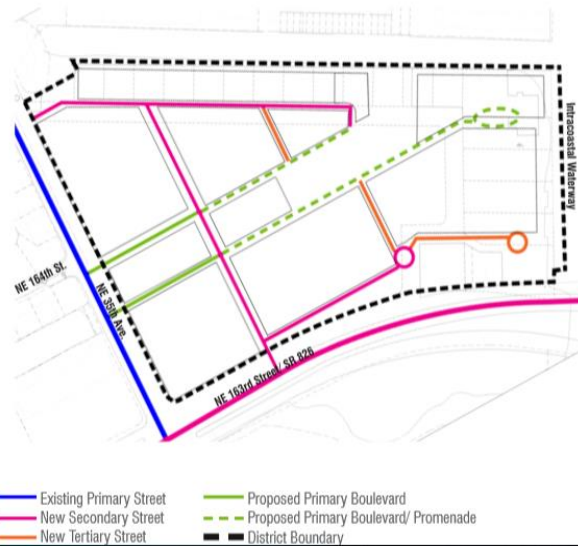 Intracoastal Waterway
NE 164th St.
NE 35th Ave.
NE 163rd Street/ SR 826
Existing Primary Street
New Secondary Street
New Tertiary Street
Proposed Primary Boulevard
Proposed Primary Boulevard/ Promenade
District Boundary